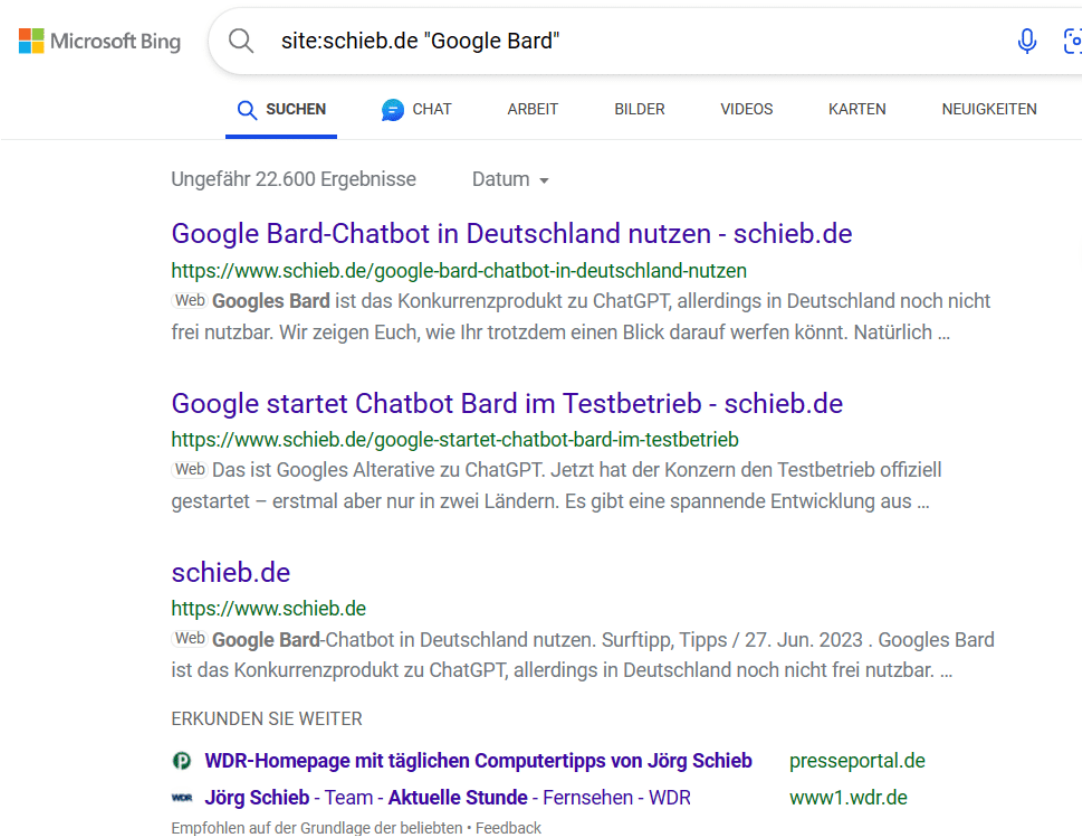 Microsoft Bing
site:schieb.de "Google Bard"
SUCHEN CHAT ARBEIT BILDER VIDEOS KARTEN NEUIGKEITEN
Ungefähr 22.600 Ergebnisse Datum
Google Bard-Chatbot in Deutschland nutzen - schieb.de
https://www.schieb.de/google-bard-chatbot-in-deutschland-nutzen
Web Googles Bard ist das Konkurrenzprodukt zu ChatGPT, allerdings in Deutschland noch nicht
frei nutzbar. Wir zeigen Euch, wie Ihr trotzdem einen Blick darauf werfen könnt. Natürlich ...
Google startet Chatbot Bard im Testbetrieb - schieb.de
https://www.schieb.de/google-startet-chatbot-bard-im-testbetrieb
Web Das ist Googles Alterative zu ChatGPT. Jetzt hat der Konzern den Testbetrieb offiziell
gestartet – erstmal aber nur in zwei Ländern. Es gibt eine spannende Entwicklung aus ...
schieb.de
https://www.schieb.de
Web Google Bard-Chatbot in Deutschland nutzen. Surftipp, Tipps / 27. Jun. 2023 . Googles Bard
ist das Konkurrenzprodukt zu ChatGPT, allerdings in Deutschland noch nicht frei nutzbar. ...
ERKUNDEN SIE WEITER
WDR-Homepage mit täglichen Computertipps von Jörg Schieb presseportal.de
WDR Jörg Schieb - Team - Aktuelle Stunde - Fernsehen - WDR www1.wdr.de
Empfohlen auf der Grundlage der beliebten • Feedback